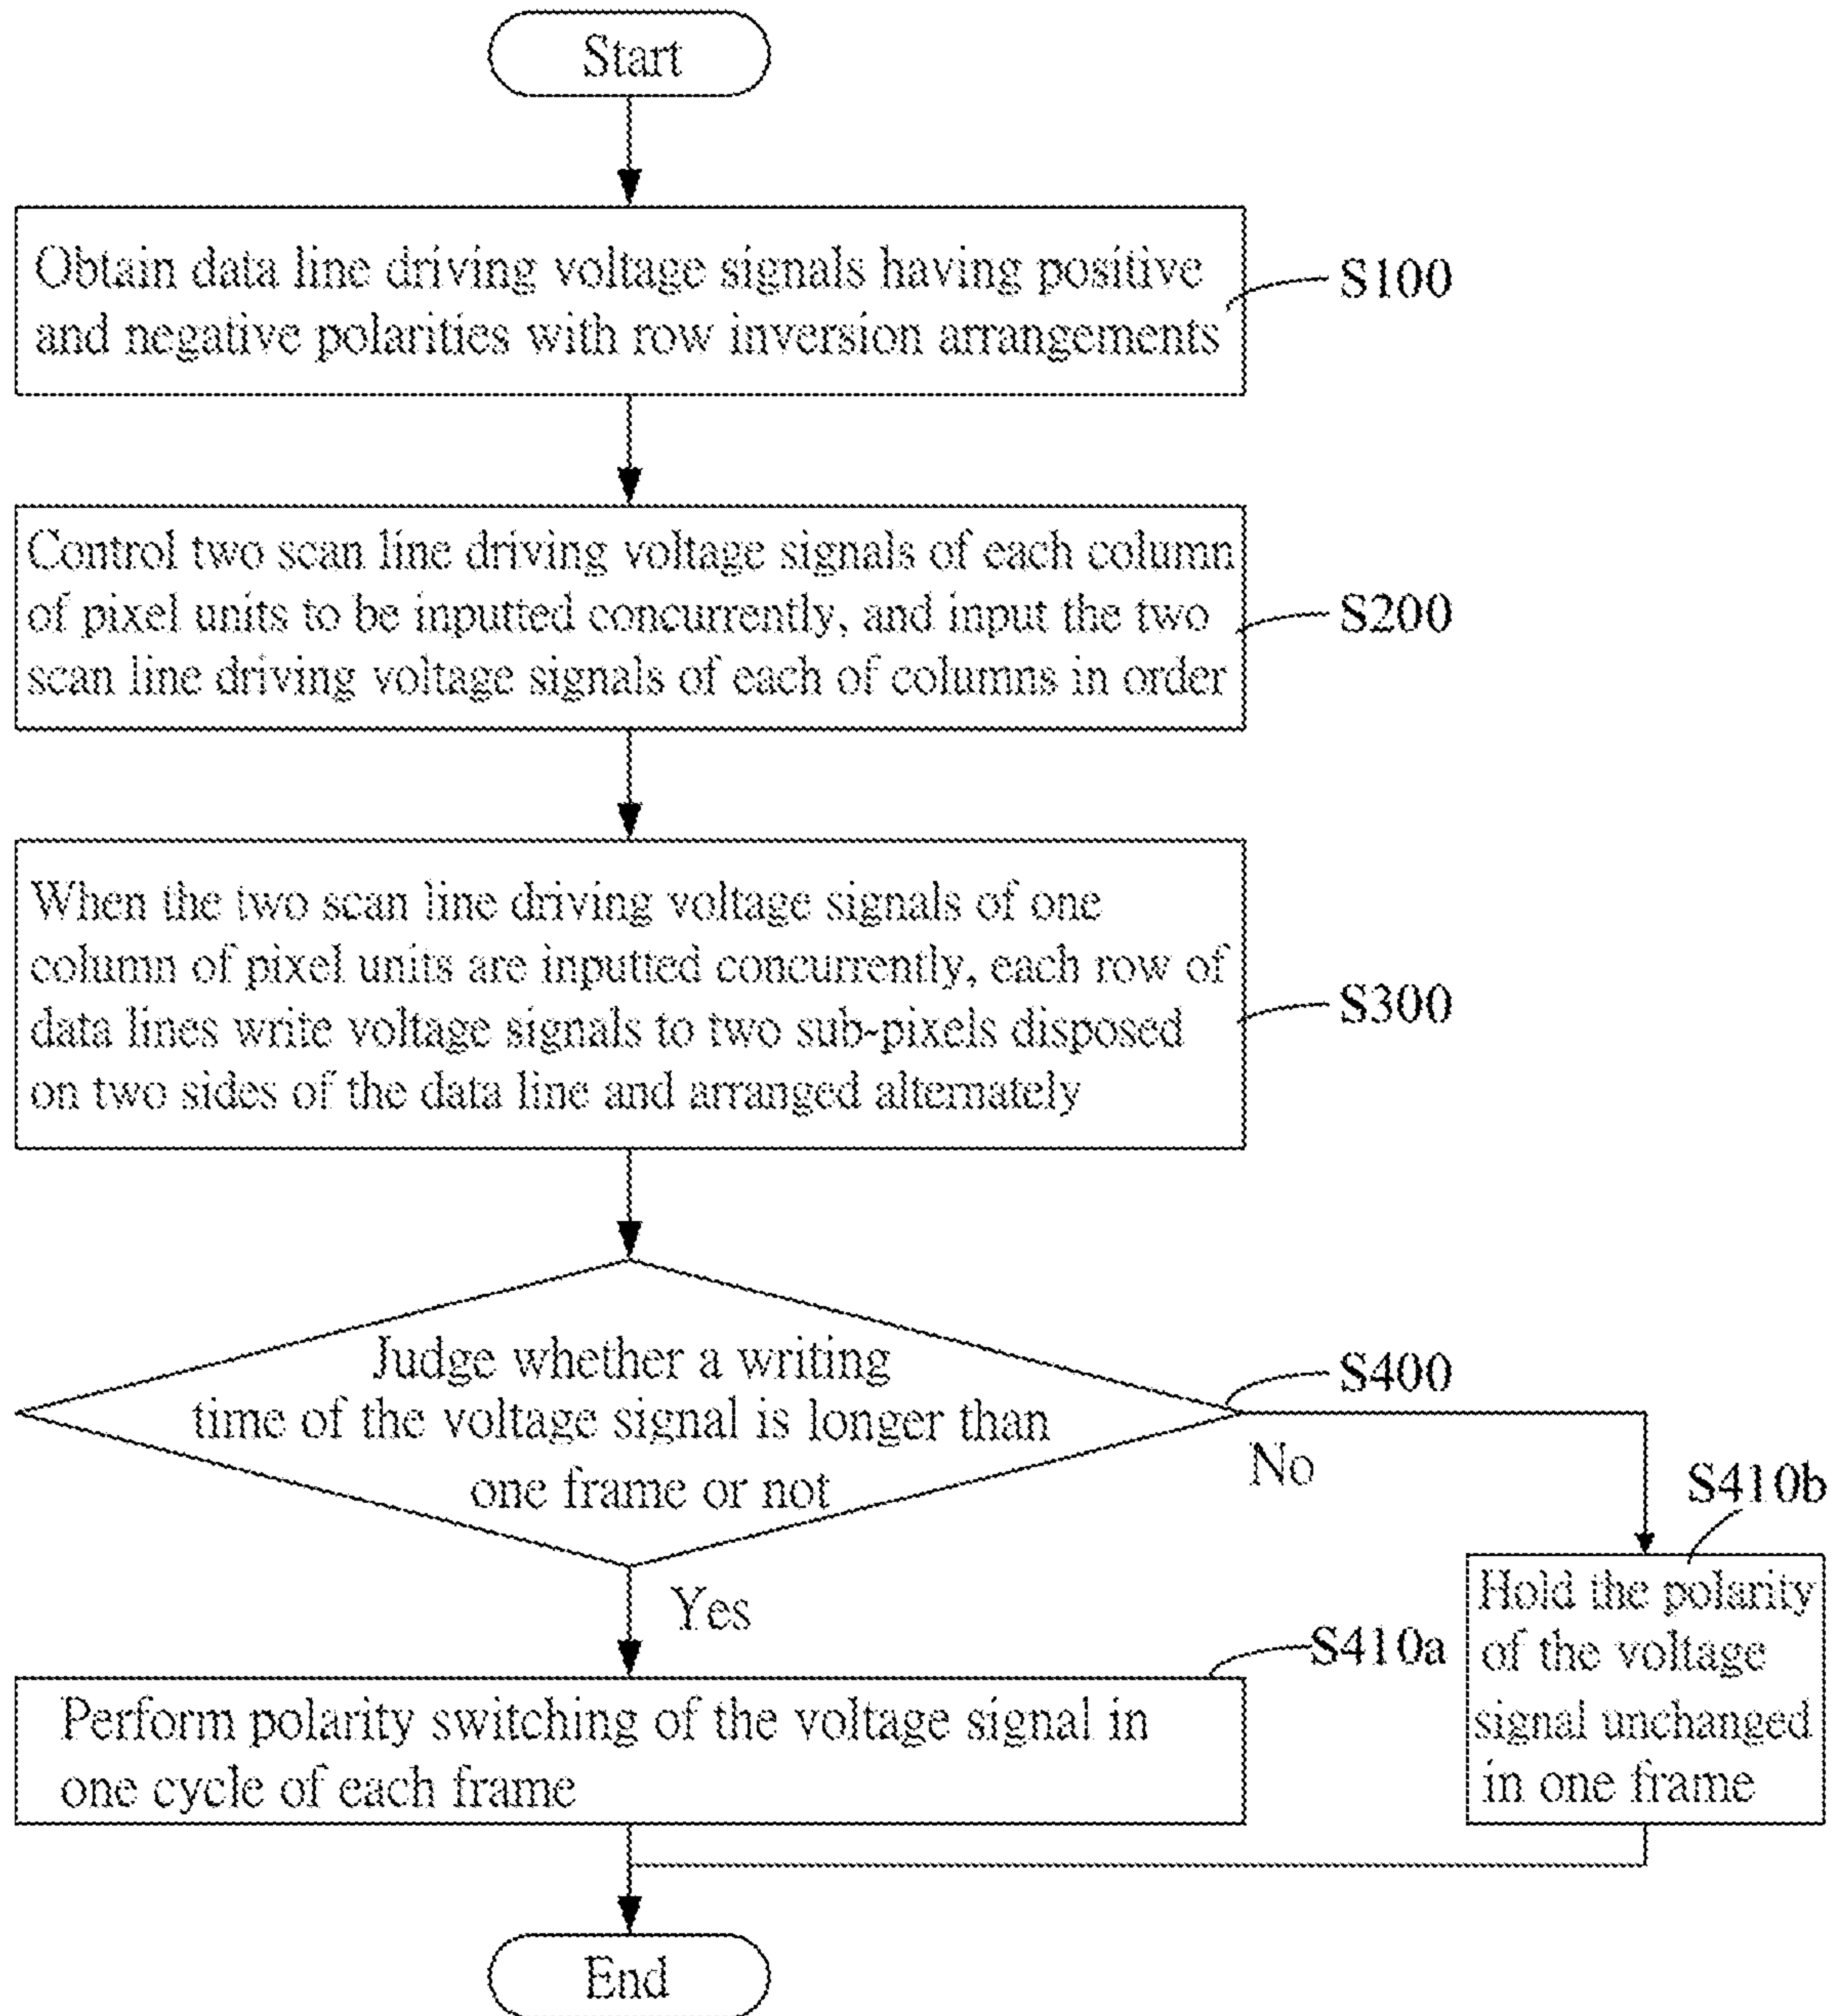 Start
Obtain data line driving voltage signals having positive
and negative polarities with row inversion arrangements
S100
Control two scan line driving voltage signals of each column
of pixel units to be inputted concurrently, and input the two
scan line driving voltage signals of each of columns in order
S200
When the two scan line driving voltage signals of one
column of pixel units are inputted concurrently, each row of
data lines write voltage signals to two sub-pixels disposed
on two sides of the data line and arranged alternately
S300
Judge whether a writing
time of the voltage signal is longer than
one frame or not
S400
No
Yes
S410b
Hold the polarity
of the voltage
signal unchanged
in one frame
S410a
Perform polarity switching of the voltage signal in
one cycle of each frame
End